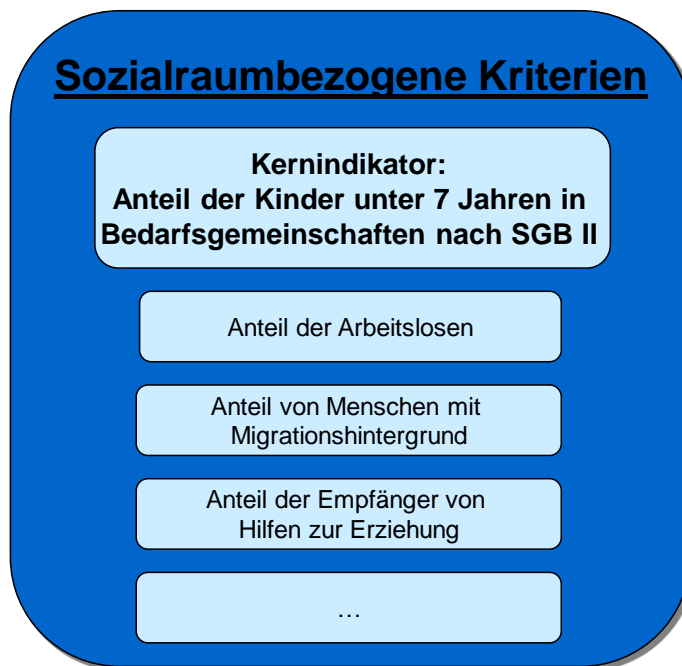 Sozialraumbezogene Kriterien
Kernindikator:
Anteil der Kinder unter 7 Jahren in
Bedarfsgemeinschaften nach SGB II
Anteil der Arbeitslosen
Anteil von Menschen mit
Migrationshintergrund
Anteil der Empfänger von
Hilfen zur Erziehung
…